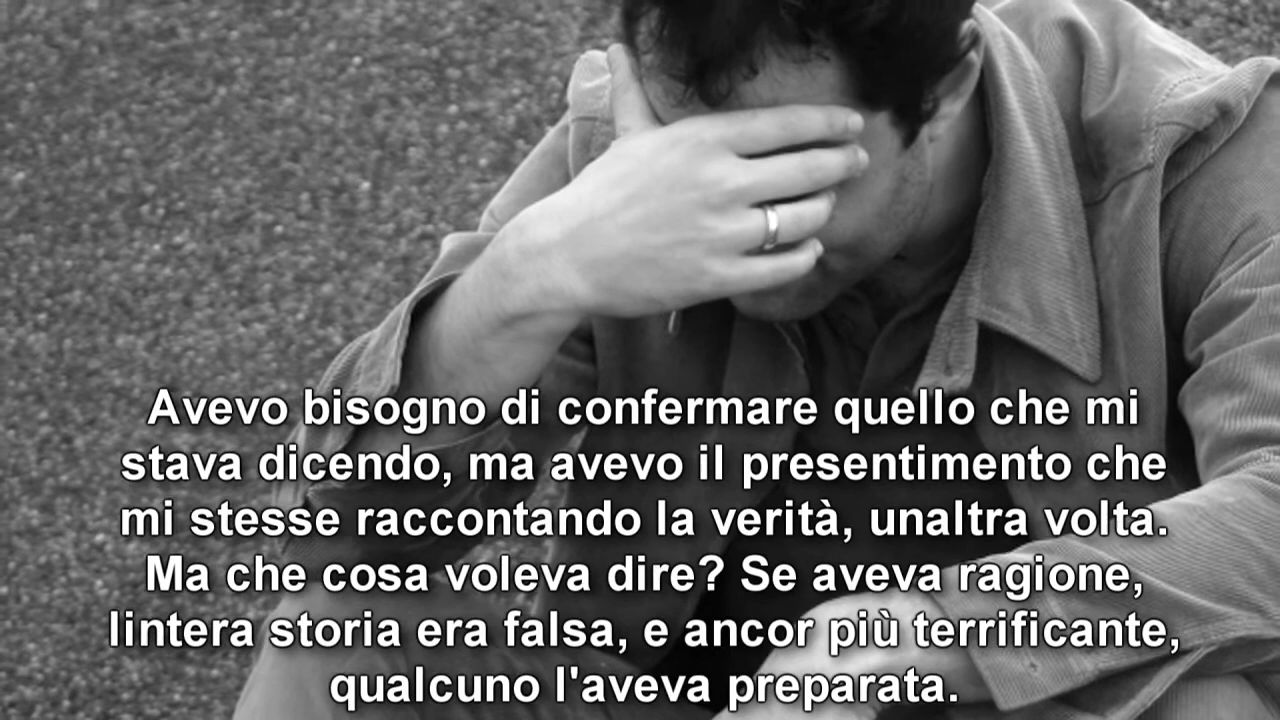 Avevo bisogno di confermare quello che mi
stava dicendo, ma avevo il presentimento che
mi stesse raccontando la verità, unaltra volta.
Ma che cosa voleva dire? Se aveva ragione,
lintera storia era falsa, e ancor più terrificante,
qualcuno l'aveva preparata.